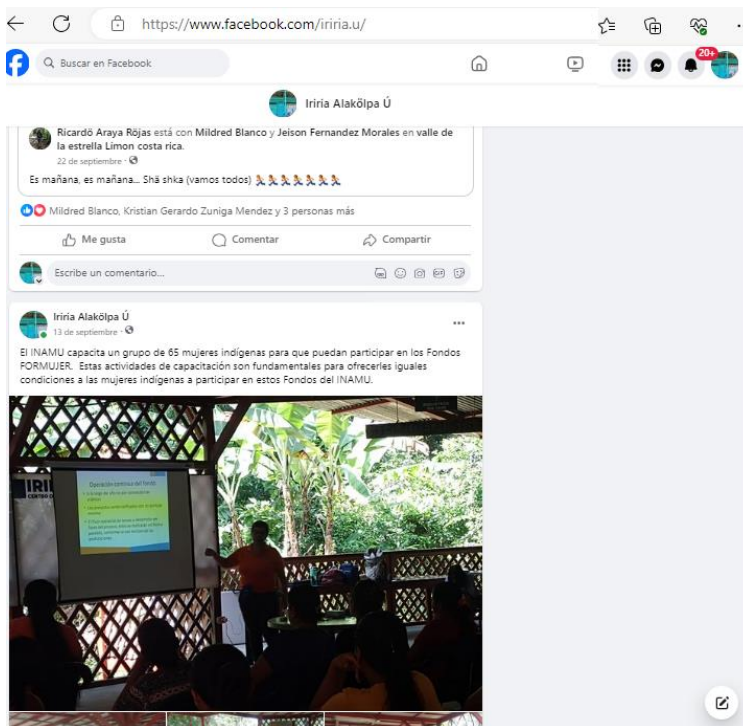 https://www.facebook.com/iriria.u/
Buscar en Facebook
20+
Iriria Alakölpa Ú
Ricardö Araya Röjas está con Mildred Blanco y Jeison Fernandez Morales en valle de
la estrella Limon costa rica.
22 de septiembre ·
Es mañana, es mañana... Shä shka (vamos todos) 🏃🏃🏃🏃🏃🏃🏃
Mildred Blanco, Kristian Gerardo Zuniga Mendez y 3 personas más
Me gusta
Comentar
Compartir
Escribe un comentario...
GIF
Iriria Alakölpa Ú
13 de septiembre ·
El INAMU capacita un grupo de 65 mujeres indígenas para que puedan participar en los Fondos
FORMUJER. Estas actividades de capacitación son fundamentales para ofrecerles iguales
condiciones a las mujeres indígenas a participar en estos Fondos del INAMU.
Operación continua del Fondo